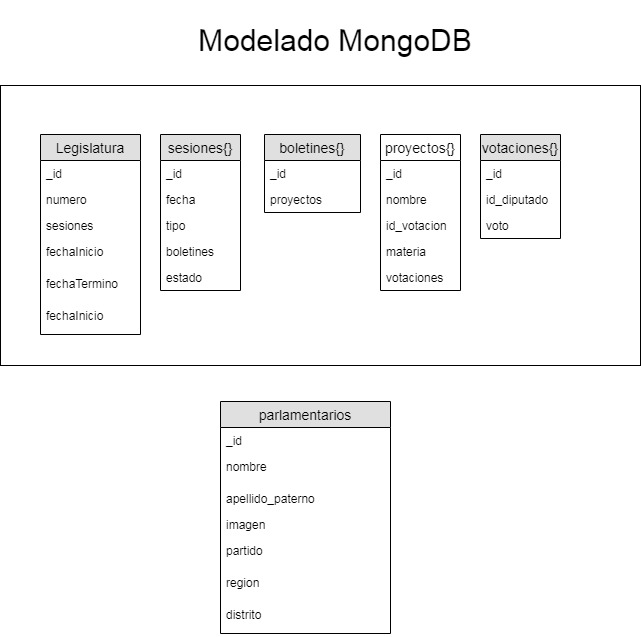 Modelado MongoDB
Legislatura
_id
numero
sesiones
fechaInicio
fechaTermino
fechaInicio
sesiones{}
_id
fecha
tipo
boletines
estado
boletines{}
_id
proyectos
proyectos{}
_id
nombre
id_votacion
materia
votaciones
votaciones{}
_id
id_diputado
voto
parlamentarios
_id
nombre
apellido_paterno
imagen
partido
region
distrito